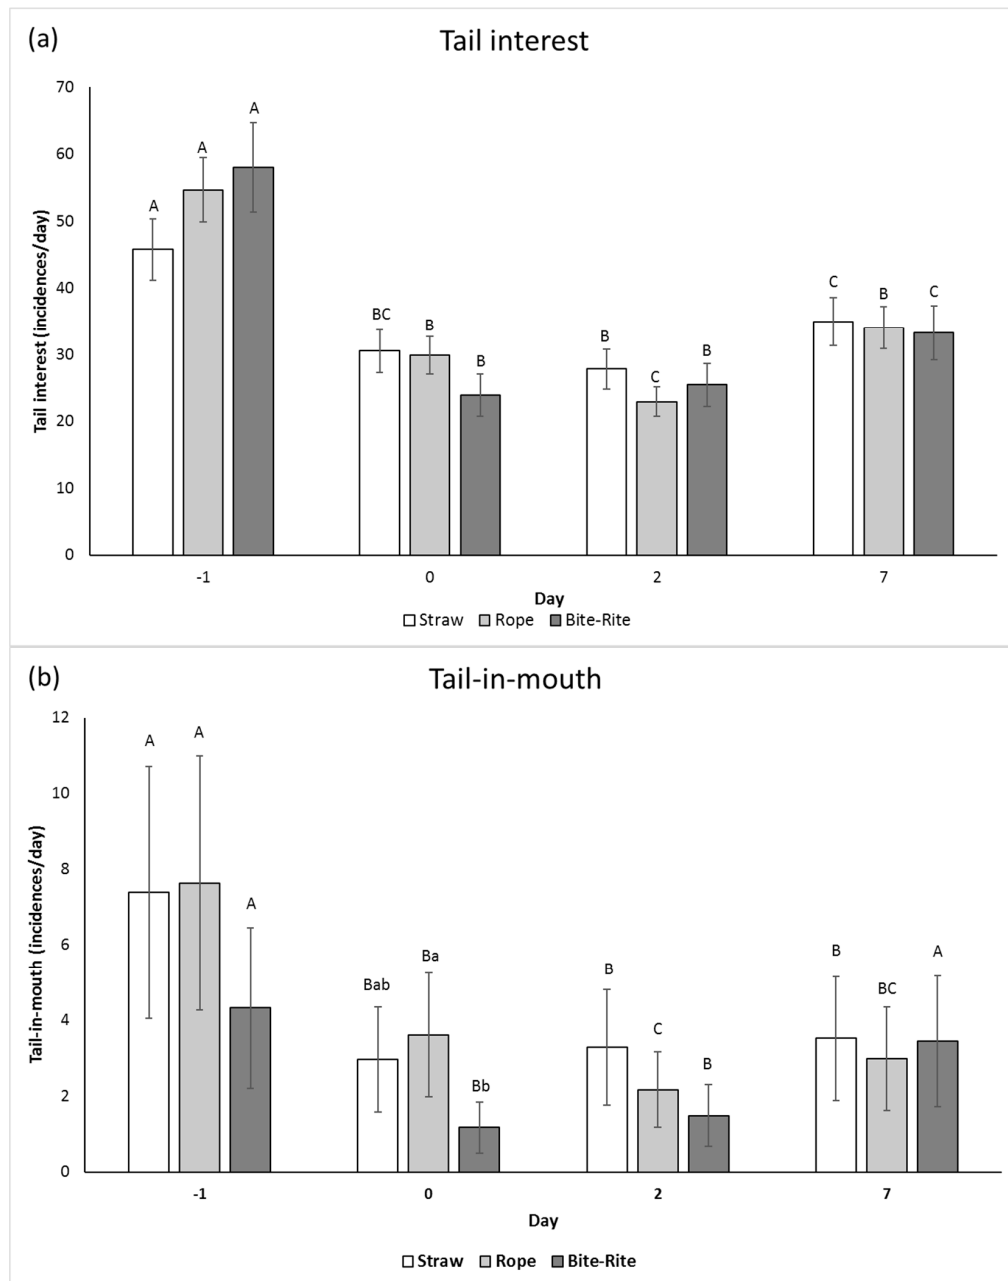 (a)
Tail interest
Tail interest (incidences/day)
70
60
50
40
30
20
10
0
A
A
A
BC
B
B
B
C
B
C
B
C
-1
0
2
7
Day
Straw
Rope
Bite-Rite
(b)
Tail-in-mouth
Tail-in-mouth (incidences/day)
12
10
8
6
4
2
0
A
A
A
Bab
Ba
Bb
B
C
B
B
BC
A
-1
0
2
7
Day
Straw
Rope
Bite-Rite